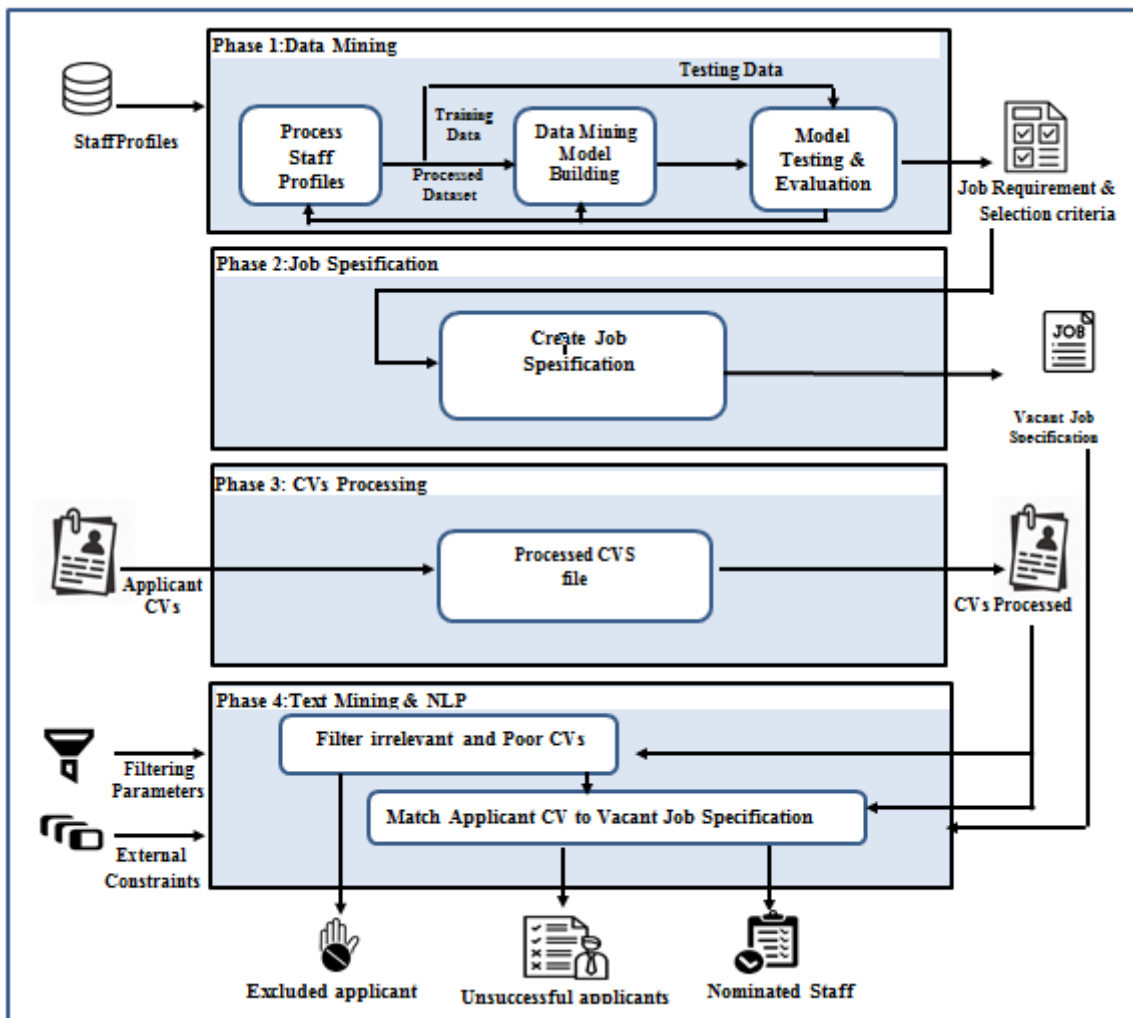 Phase 1:Data Mining
Testing Data
Staff Profiles
Process
Staff
Profiles
Training
Data
Processed
Dataset
Data Mining
Model
Building
Model
Testing &
Evaluation
Job Requirement &
Selection criteria
Phase 2:Job Spesification
Create Job
Spesification
JOB
Vacant Job
Specification
Phase 3: CVs Processing
Applicant
CVs
Processed CVS
file
CVs Processed
Phase 4:Text Mining & NLP
Filter irrelevant and Poor CVs
Filtering
Parameters
Match Applicant CV to Vacant Job Specification
External
Constraints
Excluded applicant
Unsuccessful applicants
Nominated Staff